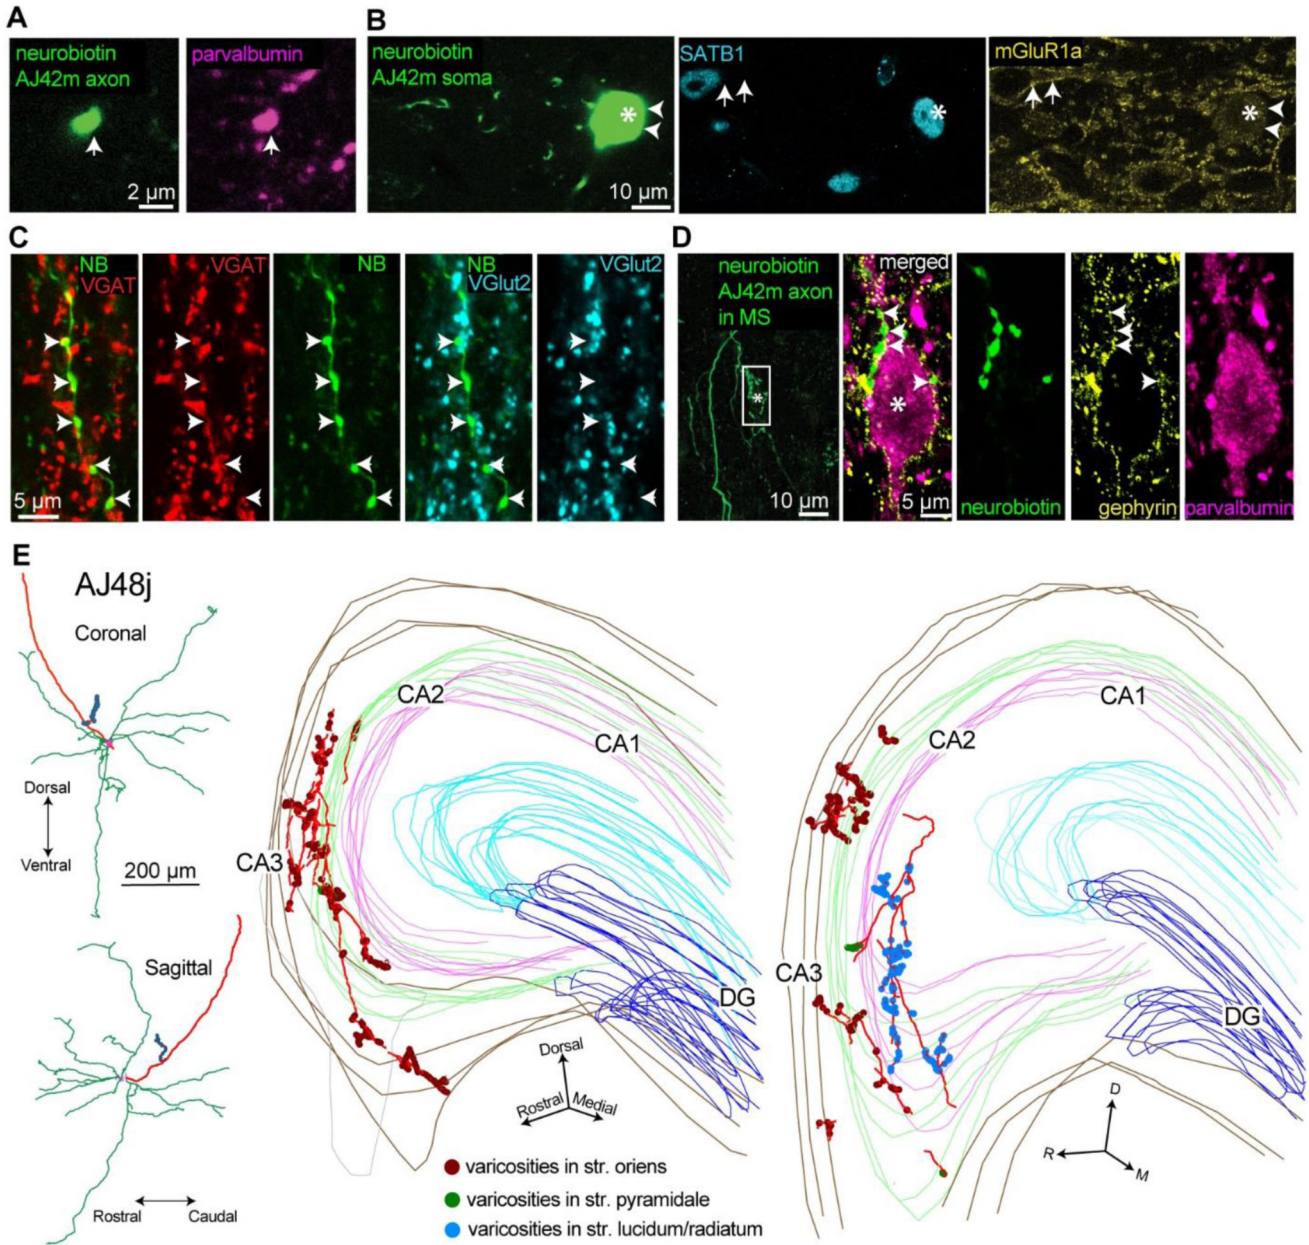 A
neurobiotin
AJ42m axon
2 µm
parvalbumin
B
neurobiotin
AJ42m soma
*
10 µm
SATB1
*
mGluR1a
*
C
NB
VGAT
5 µm
VGAT
NB
NB
VGlut2
VGlut2
D
neurobiotin
AJ42m axon
in MS
*
10 µm
merged
*
5 µm
neurobiotin
gephyrin
parvalbumin
E
AJ48j
Coronal
Dorsal
Ventral
200 µm
Sagittal
Rostral
Caudal
CA2
CA1
CA3
DG
Dorsal
Rostral
Medial
CA1
CA2
CA3
DG
D
R
M
varicosities in str. oriens
varicosities in str. pyramidale
varicosities in str. lucidum/radiatum